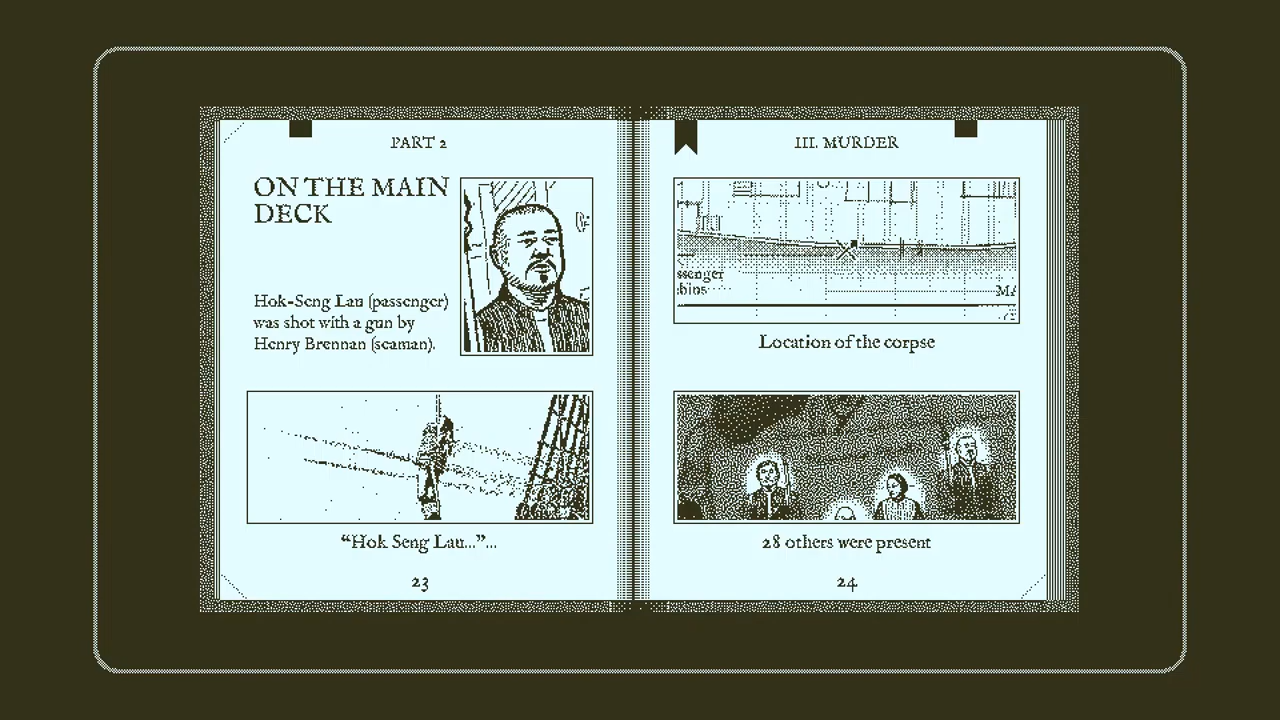 PART 2
ON THE MAIN
DECK
Hok-Seng Lau (passenger)
was shot with a gun by
Henry Brennan (seaman).
“Hok Seng Lau...”...
23
III. MURDER
ssenger
bins
MA
Location of the corpse
28 others were present
24